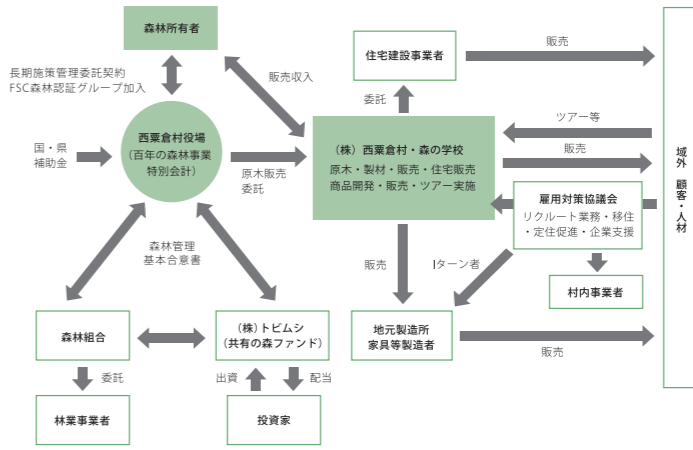 森林所有者
長期施策管理委託契約
FSC森林認証グループ加入
販売収入
住宅建設事業者
販売
委託
国・県
補助金
西粟倉村役場
(百年の森林事業
特別会計)
原木販売
委託
(株)西粟倉村・森の学校
原木・製材・販売・住宅販売
商品開発・販売・ツアー実施
ツアー等
販売
域外 顧客・人材
雇用対策協議会
リクルート業務・移住
・定住促進・企業支援
森林管理
基本合意書
販売
Iターン者
村内事業者
森林組合
(株)トビムシ
(共有の森ファンド)
地元製造所
家具等製造者
販売
委託
出資
配当
林業事業者
投資家